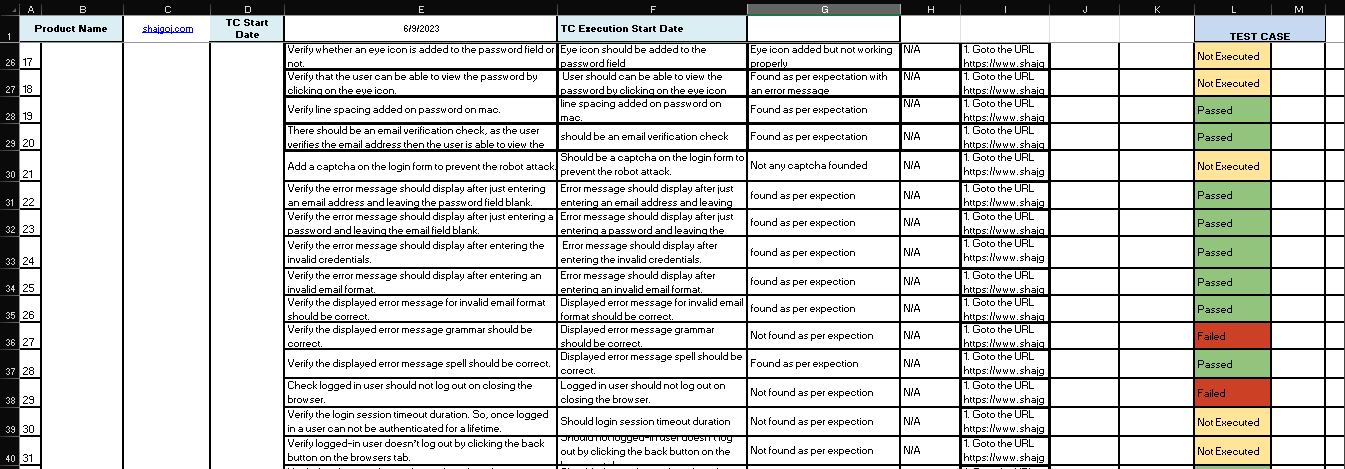 A B C D E F G H I J K L M
1 Product Name shajgoj.com TC Start 6/9/2023 TC Execution Start Date TEST CASE
Date
26 17 Verify whether an eye icon is added to the password field or Eye icon should be added to the Eye icon added but not working N/A 1. Goto the URL Not Executed
not. password field properly https://www.shajg
27 18 Verify that the user can be able to view the password by User should can be able to view the Found as per expectation with N/A 1. Goto the URL Not Executed
clicking on the eye icon. password by clicking on the eye icon an error message https://www.shajg
28 19 Verify line spacing added on password on mac. line spacing added on password on Found as per expectation N/A 1. Goto the URL Passed
mac. https://www.shajg
29 20 There should be an email verification check, as the user should be an email verification check Found as per expectation N/A 1. Goto the URL Passed
verifies the email address then the user is able to view the https://www.shajg
30 21 Add a captcha on the login form to prevent the robot attack. Should be a captcha on the login form to Not any captcha founded N/A 1. Goto the URL Not Executed
prevent the robot attack. https://www.shajg
31 22 Verify the error message should display after just entering Error message should display after just found as per expection N/A 1. Goto the URL Passed
an email address and leaving the password field blank. entering an email address and leaving https://www.shajg
32 23 Verify the error message should display after just entering a Error message should display after just found as per expection N/A 1. Goto the URL Passed
password and leaving the email field blank. entering a password and leaving the https://www.shajg
33 24 Verify the error message should display after entering the Error message should display after found as per expection N/A 1. Goto the URL Passed
invalid credentials. entering the invalid credentials. https://www.shajg
34 25 Verify the error message should display after entering an Error message should display after found as per expection N/A 1. Goto the URL Passed
invalid email format. entering an invalid email format. https://www.shajg
35 26 Verify the displayed error message for invalid email format Displayed error message for invalid email found as per expection N/A 1. Goto the URL Passed
should be correct. format should be correct. https://www.shajg
36 27 Verify the displayed error message grammar should be Displayed error message grammar Not found as per expection N/A 1. Goto the URL Failed
correct. should be correct. https://www.shajg
37 28 Verify the displayed error message spell should be correct. Displayed error message spell should be Found as per expection N/A 1. Goto the URL Passed
correct. https://www.shajg
38 29 Check logged in user should not log out on closing the Logged in user should not log out on Not found as per expection N/A 1. Goto the URL Failed
browser. closing the browser. https://www.shajg
39 30 Verify the login session timeout duration. So, once logged Should login session timeout duration Not found as per expection N/A 1. Goto the URL Not Executed
in a user can not be authenticated for a lifetime. https://www.shajg
40 31 Verify logged-in user doesn't log out by clicking the back Should not logged-in user doesn't log Not found as per expection N/A 1. Goto the URL Not Executed
button on the browsers tab. out by clicking the back button on the https://www.shajg
1. Goto the URL